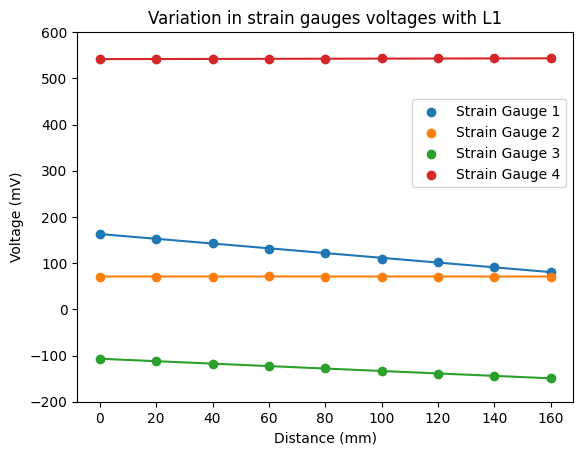 Variation in strain gauges voltages with L1
600
500
400
300
200
100
0
−100
−200
Voltage (mV)
Strain Gauge 1
Strain Gauge 2
Strain Gauge 3
Strain Gauge 4
0 20 40 60 80 100 120 140 160
Distance (mm)